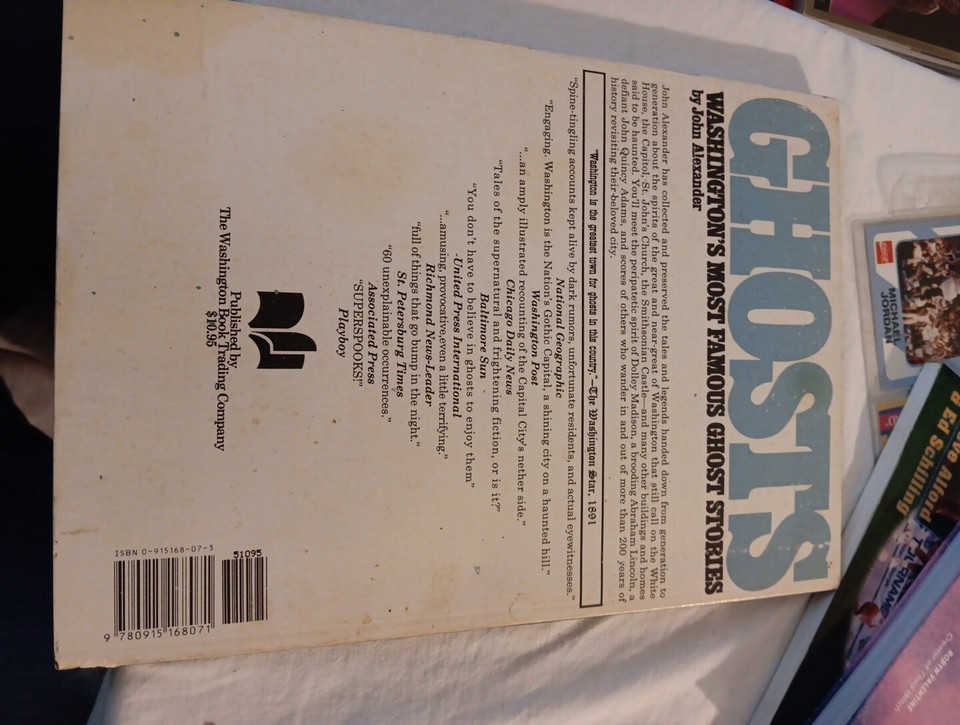 GHOSTS
WASHINGTON'S MOST FAMOUS GHOST STORIES
by John Alexander
John Alexander has collected and preserved the tales and legends handed down from generation to
generation about the spirits of the great and near-great of Washington that still call on the White
House, the Capitol, St. John's Church, the Smithsonian Castle—and many other buildings and homes
said to be haunted. You'll meet the peripatetic spirit of Dolley Madison, a brooding Abraham Lincoln, a
defiant John Quincy Adams, and scores of others who wander in and out of more than 200 years of
history revisiting their beloved city.
"Washington is the greatest town for ghosts in this country."—The Washington Star, 1891
"Spine-tingling accounts kept alive by dark rumors, unfortunate residents, and actual eyewitnesses."
National Geographic
"Engaging. Washington is the Nation's Gothic Capital, a shining city on a haunted hill."
Washington Post
"...an amply illustrated recounting of the Capital City's nether side."
Chicago Daily News
"Tales of the supernatural and frightening fiction, or is it?"
Baltimore Sun
"You don't have to believe in ghosts to enjoy them"
-United Press International
"...amusing, provocative,even a little terrifying."
Richmond News-Leader
"full of things that go bump in the night."
St. Petersburg Times
"60 unexplainable occurrences."
Associated Press
"SUPERSPOOKS!"
Playboy
Published by
The Washington Book Trading Company
$10.95
ISBN 0-915168-07-3
51095
9 780915 168071
MICHAEL
JORDAN
ve Alford
d Ed Schilling
ROBYN VALENTINE